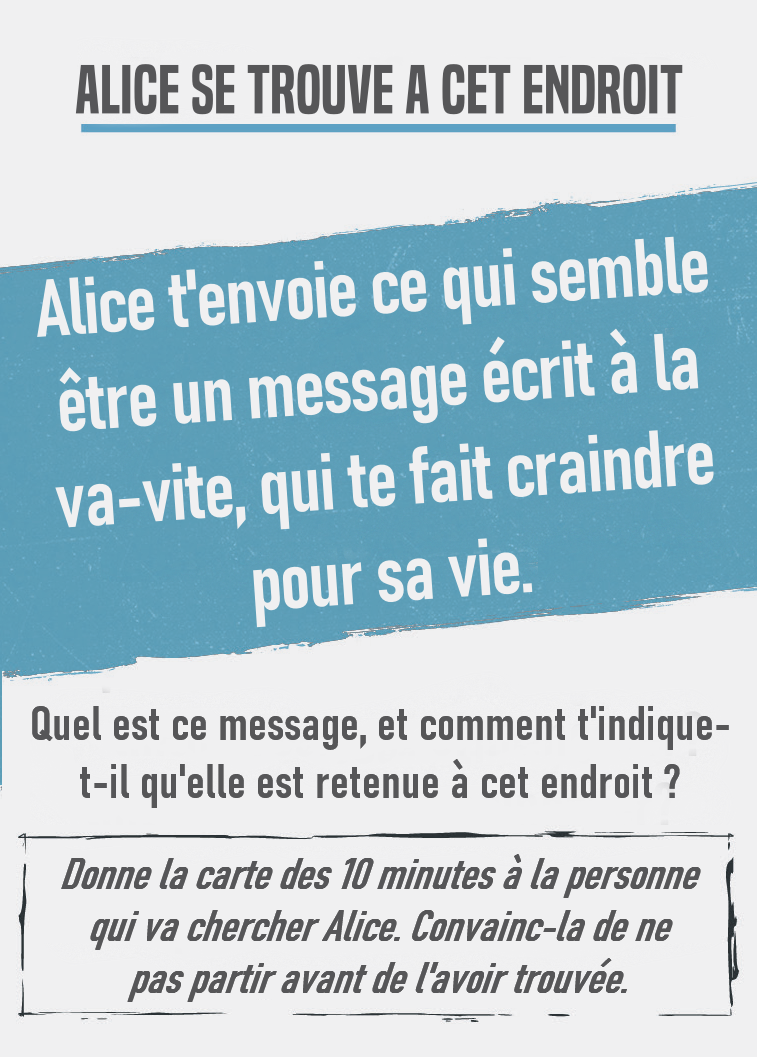 ALICE SE TROUVE A CET ENDROIT
Alice t'envoie ce qui semble
être un message écrit à la
va-vite, qui te fait craindre
pour sa vie.
Quel est ce message, et comment t'indique-
t-il qu'elle est retenue à cet endroit ?
Donne la carte des 10 minutes à la personne
qui va chercher Alice. Convainc-la de ne
pas partir avant de l'avoir trouvée.